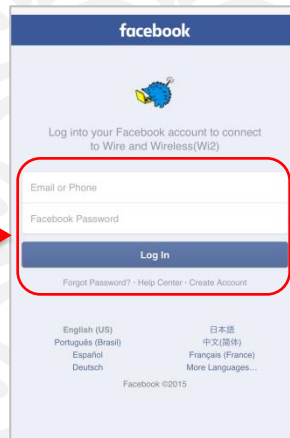 facebook
Log into your Facebook account to connect
to Wire and Wireless(Wi2)
Email or Phone
Facebook Password
Log In
Forgot Password? · Help Center · Create Account
English (US)
日本語
Português (Brasil)
中文(简体)
Español
Français (France)
Deutsch
More Languages...
Facebook ©2015